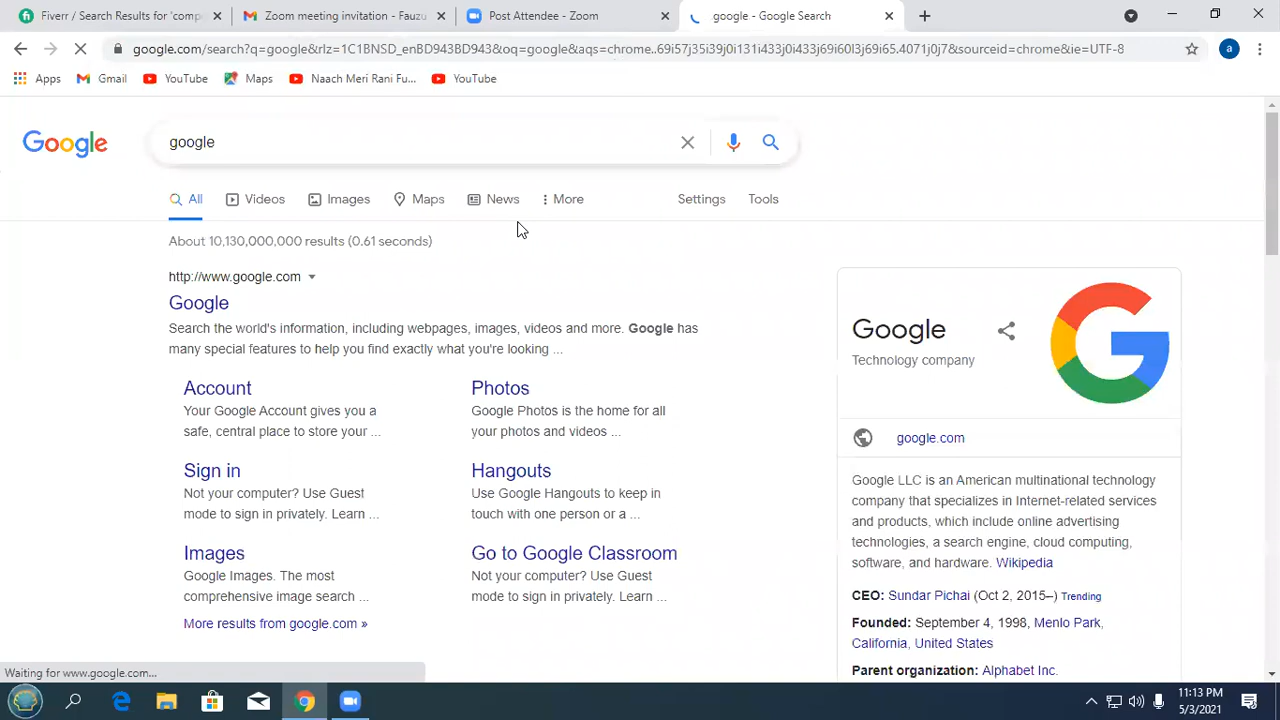 Fiverr / Search Results for 'comp
Zoom meeting invitation - Fauzu
Post Attendee - Zoom
google - Google Search
google.com/search?q=google&rlz=1C1BNSD_enBD943BD943&oq=google&aqs=chrome..69i57j35i39j0i131i433j0i433j69i60l3j69i65.4071j0j7&sourceid=chrome&ie=UTF-8
a
Apps
Gmail
YouTube
Maps
Naach Meri Rani Fu...
YouTube
Google
google
All
Videos
Images
Maps
News
More
Settings
Tools
About 10,130,000,000 results (0.61 seconds)
http://www.google.com
Google
Search the world's information, including webpages, images, videos and more. Google has
many special features to help you find exactly what you're looking ...
Account
Your Google Account gives you a
safe, central place to store your ...
Photos
Google Photos is the home for all
your photos and videos ...
Sign in
Not your computer? Use Guest
mode to sign in privately. Learn ...
Hangouts
Use Google Hangouts to keep in
touch with one person or a ...
Images
Google Images. The most
comprehensive image search ...
Go to Google Classroom
Not your computer? Use Guest
mode to sign in privately. Learn ...
More results from google.com »
Google
Technology company
G
google.com
Google LLC is an American multinational technology
company that specializes in Internet-related services
and products, which include online advertising
technologies, a search engine, cloud computing,
software, and hardware. Wikipedia
CEO: Sundar Pichai (Oct 2, 2015–) Trending
Founded: September 4, 1998, Menlo Park,
California, United States
Parent organization: Alphabet Inc.
Waiting for www.google.com...
11:13 PM
5/3/2021